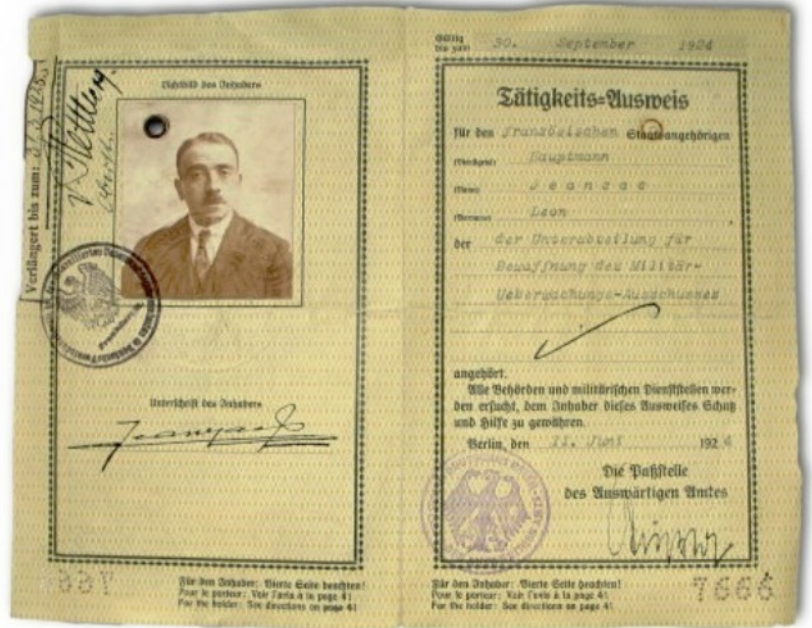 Verlängert bis zum:
Lichtbild des Inhabers
Unterschrift des Inhabers
Für den Inhaber: Vierte Seite beachten!
Pour le porteur: Voir l'avis à la page 4!
For the holder: See directions on page 4!
Gültig
bis zum 30. September 1924
Tätigkeits-Ausweis
für den französischen Staatsangehörigen
(Dienstgrad) Hauptmann
(Name)
(Vorname) Leon
der der Unterabteilung für
Bewaffnung des Militär-
Ueberwachungs-Ausschusses
angehört.
Alle Behörden und militärischen Dienststellen wer-
den ersucht, dem Inhaber dieses Ausweises Schutz
und Hilfe zu gewähren.
Berlin, den 11. Juni 1924
Die Paßstelle
des Auswärtigen Amtes
Für den Inhaber: Vierte Seite beachten!
Pour le porteur: Voir l'avis à la page 4!
For the holder: See directions on page 4!
7666